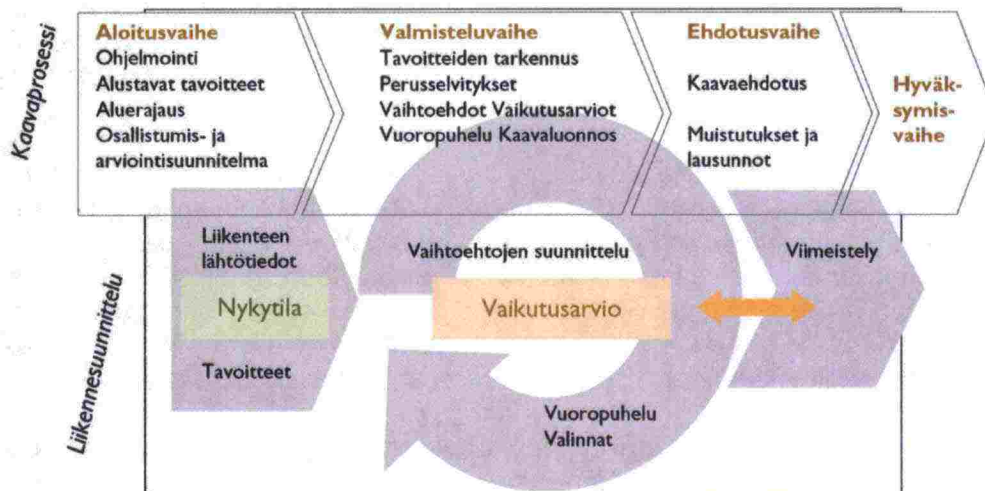 Kaavaprosessi
Aloitusvaihe
Ohjelmointi
Alustavat tavoitteet
Aluerajaus
Osallistumis- ja
arviointisuunnitelma
Valmisteluvaihe
Tavoitteiden tarkennus
Perusselvitykset
Vaihtoehdot Vaikutusarviot
Vuoropuhelu Kaavaluonnos
Ehdotusvaihe
Kaavaehdotus
Muistutukset ja
lausunnot
Hyväk-
symis-
vaihe
Liikennesuunnittelu
Liikenteen
lähtötiedot
Nykytila
Tavoitteet
Vaihtoehtojen suunnittelu
Vaikutusarvio
Vuoropuhelu
Valinnat
Viimeistely